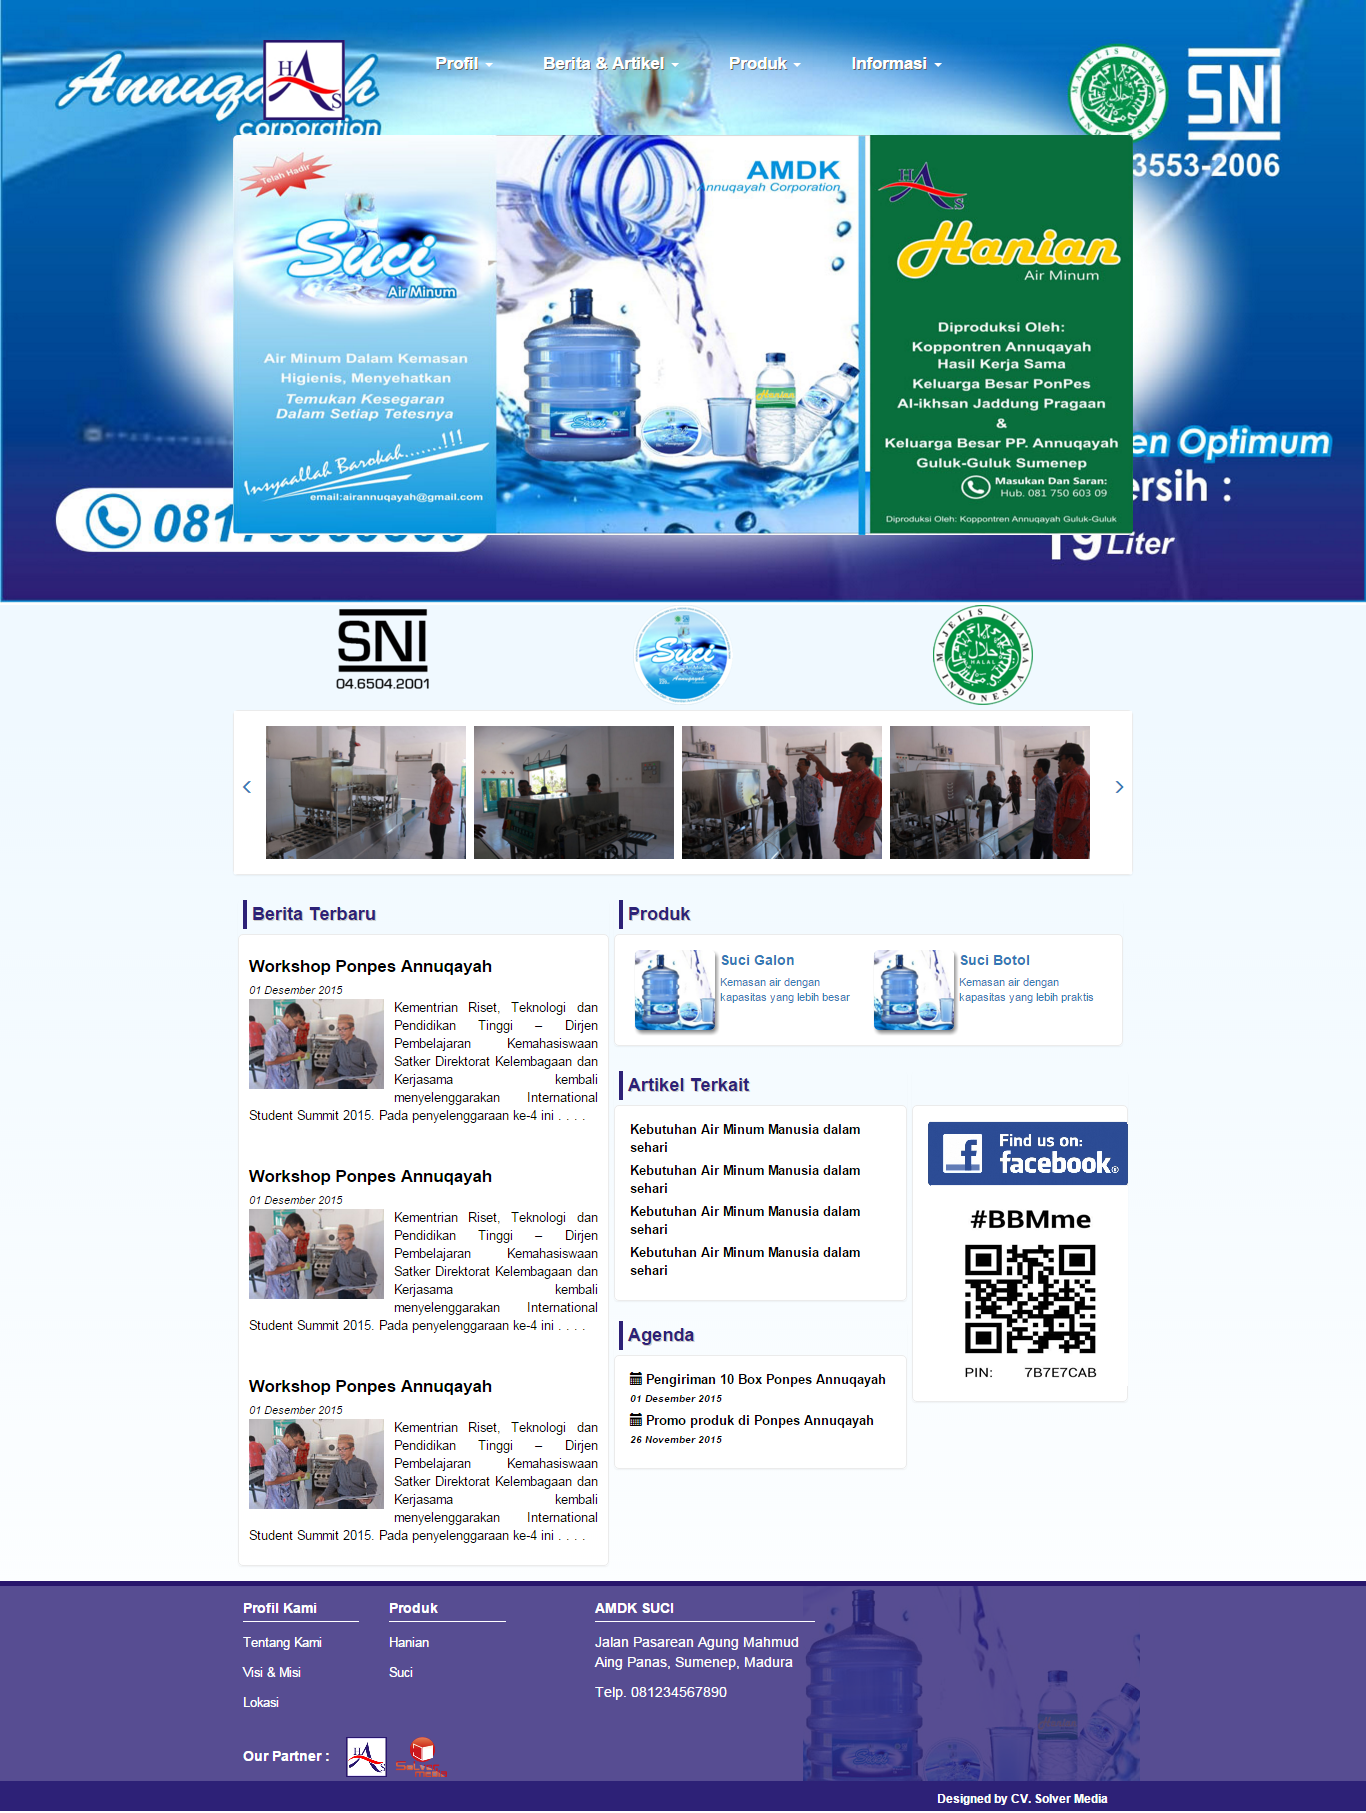 Profil
Berita & Artikel
Produk
Informasi
HAS
corporation
MAJELIS ULAMA INDONESIA
SNI
3553-2006
Telah Hadir
Suci
Air Minum
Air Minum Dalam Kemasan
Higienis, Menyehatkan
Temukan Kesegaran
Dalam Setiap Tetesnya
Insyaallah Barokah.......!!!
email:airannuqayah@gmail.com
AMDK
Annuqayah Corporation
HAS
Hanian
Air Minum
Diproduksi Oleh:
Koppontren Annuqayah
Hasil Kerja Sama
Keluarga Besar PonPes
Al-ikhsan Jaddung Pragaan
&
Keluarga Besar PP. Annuqayah
Guluk-Guluk Sumenep
Masukan Dan Saran:
Hub. 081 750 603 09
Diproduksi Oleh: Koppontren Annuqayah Guluk-Guluk
en Optimum
ersih :
19 Liter
SNI
04.6504.2001
Suci
Annuqayah
MAJELIS ULAMA INDONESIA
حلال
HALAL
Berita Terbaru
Workshop Ponpes Annuqayah
01 Desember 2015
Kementrian Riset, Teknologi dan
Pendidikan Tinggi – Dirjen
Pembelajaran Kemahasiswaan
Satker Direktorat Kelembagaan dan
Kerjasama kembali
menyelenggarakan International
Student Summit 2015. Pada penyelenggaraan ke-4 ini . . . .
Workshop Ponpes Annuqayah
01 Desember 2015
Kementrian Riset, Teknologi dan
Pendidikan Tinggi – Dirjen
Pembelajaran Kemahasiswaan
Satker Direktorat Kelembagaan dan
Kerjasama kembali
menyelenggarakan International
Student Summit 2015. Pada penyelenggaraan ke-4 ini . . . .
Workshop Ponpes Annuqayah
01 Desember 2015
Kementrian Riset, Teknologi dan
Pendidikan Tinggi – Dirjen
Pembelajaran Kemahasiswaan
Satker Direktorat Kelembagaan dan
Kerjasama kembali
menyelenggarakan International
Student Summit 2015. Pada penyelenggaraan ke-4 ini . . . .
Produk
Suci Galon
Kemasan air dengan
kapasitas yang lebih besar
Suci Botol
Kemasan air dengan
kapasitas yang lebih praktis
Artikel Terkait
Kebutuhan Air Minum Manusia dalam
sehari
Kebutuhan Air Minum Manusia dalam
sehari
Kebutuhan Air Minum Manusia dalam
sehari
Kebutuhan Air Minum Manusia dalam
sehari
Agenda
Pengiriman 10 Box Ponpes Annuqayah
01 Desember 2015
Promo produk di Ponpes Annuqayah
26 November 2015
Find us on:
facebook®
#BBMme
PIN: 7B7E7CAB
Profil Kami
Tentang Kami
Visi & Misi
Lokasi
Produk
Hanian
Suci
AMDK SUCI
Jalan Pasarean Agung Mahmud
Aing Panas, Sumenep, Madura
Telp. 081234567890
Our Partner :
HAS
Designed by CV. Solver Media